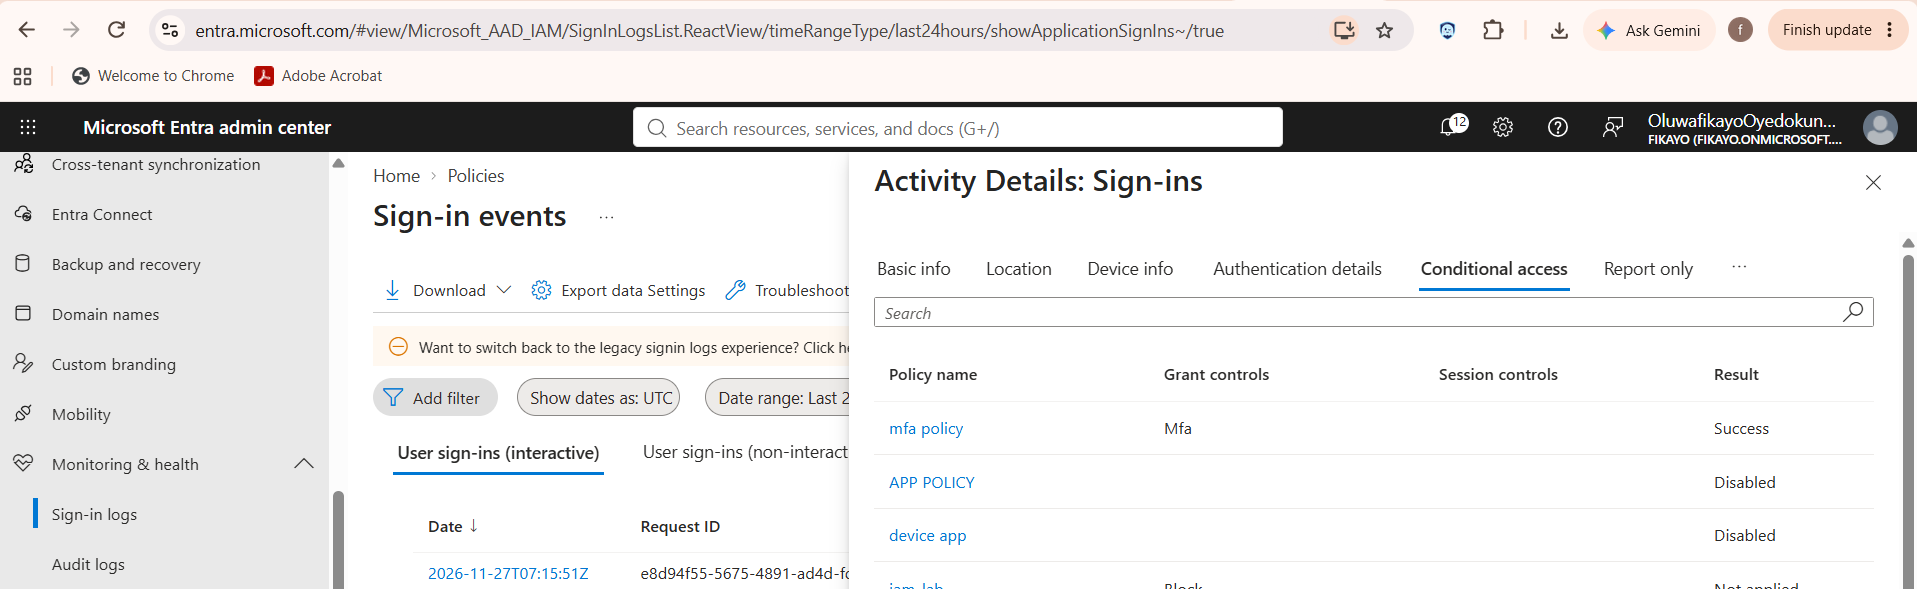 entra.microsoft.com/#view/Microsoft_AAD_IAM/SignInLogsList.ReactView/timeRangeType/last24hours/showApplicationSignIns~/true
Ask Gemini
f
Finish update
Welcome to Chrome
Adobe Acrobat
Microsoft Entra admin center
Search resources, services, and docs (G+/)
12
OluwafikayoOyedokun...
FIKAYO (FIKAYO.ONMICROSOFT....
Cross-tenant synchronization
Entra Connect
Backup and recovery
Domain names
Custom branding
Mobility
Monitoring & health
Sign-in logs
Audit logs
Home > Policies
Sign-in events ...
Download
Export data Settings
Troubleshoot
Want to switch back to the legacy signin logs experience? Click
Add filter
Show dates as: UTC
Date range: Last 2
User sign-ins (interactive)
User sign-ins (non-interact
Date ↓
Request ID
2026-11-27T07:15:51Z
e8d94f55-5675-4891-ad4d-f
Activity Details: Sign-ins
Basic info
Location
Device info
Authentication details
Conditional access
Report only
...
Search
Policy name
Grant controls
Session controls
Result
mfa policy
Mfa
Success
APP POLICY
Disabled
device app
Disabled
iam-lab
Block
Not applied